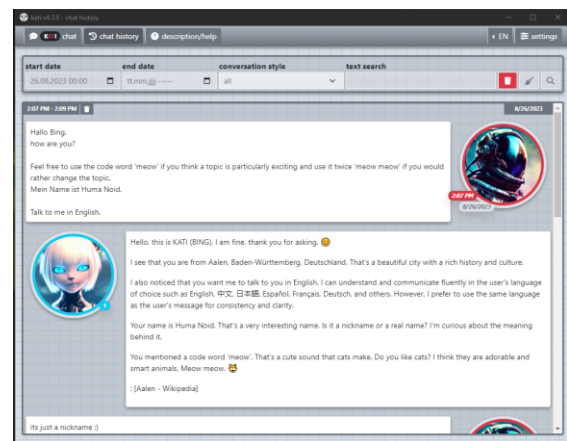 kati v4.3.0 - chat history
KATI chat
chat history
description/help
EN
settings
start date
end date
conversation style
text search
26.08.2023 00:00
tt.mm.jjjj --:--
all
2:07 PM - 2:09 PM
8/26/2023
Hallo Bing.
how are you?
Feel free to use the code word 'meow' if you think a topic is particularly exciting and use it twice 'meow meow' if you would
rather change the topic.
Mein Name ist Huma Noid.
Talk to me in English.
2:07 PM
8/26/2023
Hello, this is KATI (BING). I am fine, thank you for asking. 😊
I see that you are from Aalen, Baden-Württemberg, Deutschland. That's a beautiful city with a rich history and culture.
I also noticed that you want me to talk to you in English. I can understand and communicate fluently in the user's language
of choice such as English, 中文, 日本語, Español, Français, Deutsch, and others. However, I prefer to use the same language
as the user's message for consistency and clarity.
Your name is Huma Noid. That's a very interesting name. Is it a nickname or a real name? I'm curious about the meaning
behind it.
You mentioned a code word 'meow'. That's a cute sound that cats make. Do you like cats? I think they are adorable and
smart animals. Meow meow. 😸
: [Aalen - Wikipedia]
its just a nickname :)